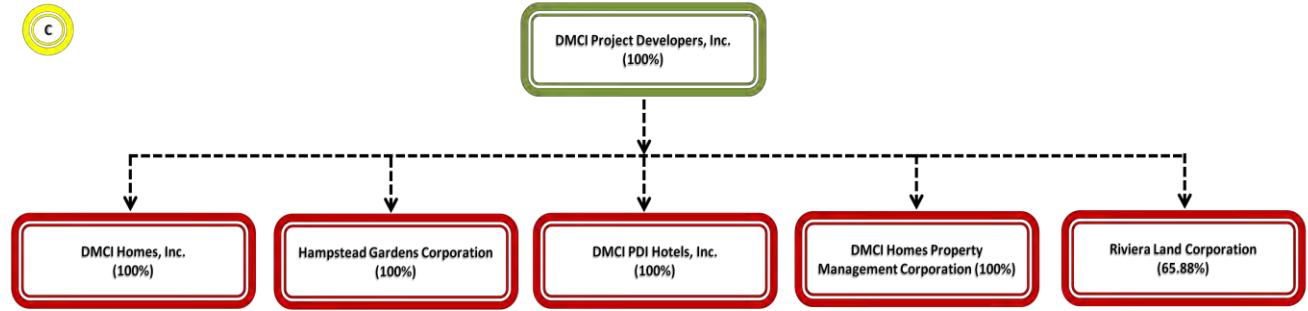 C
DMCI Project Developers, Inc.
(100%)
DMCI Homes, Inc.
(100%)
Hampstead Gardens Corporation
(100%)
DMCI PDI Hotels, Inc.
(100%)
DMCI Homes Property
Management Corporation (100%)
Riviera Land Corporation
(65.88%)